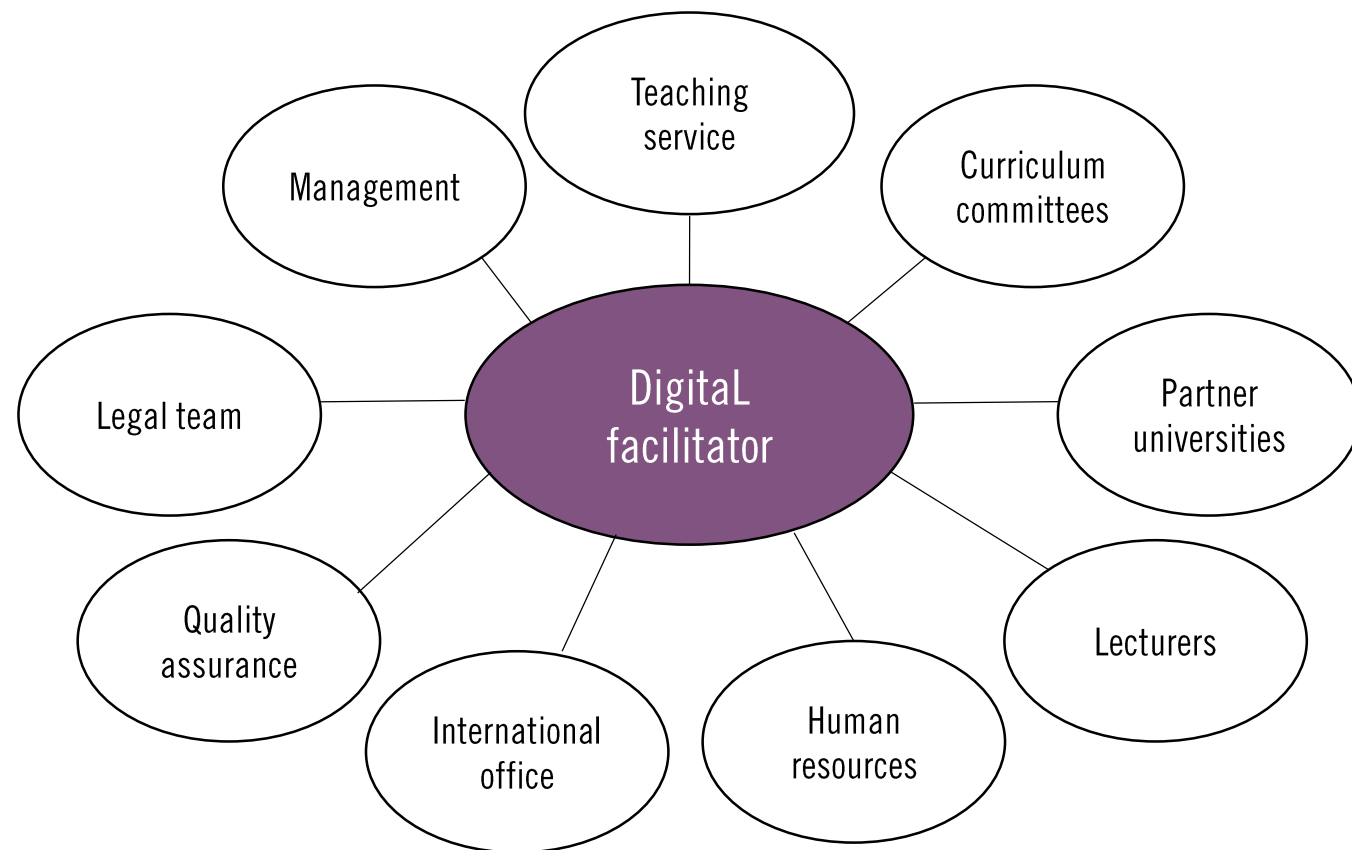 Teaching
service
Management
Curriculum
committees
Legal team
DigitaL
facilitator
Partner
universities
Quality
assurance
Lecturers
International
office
Human
resources